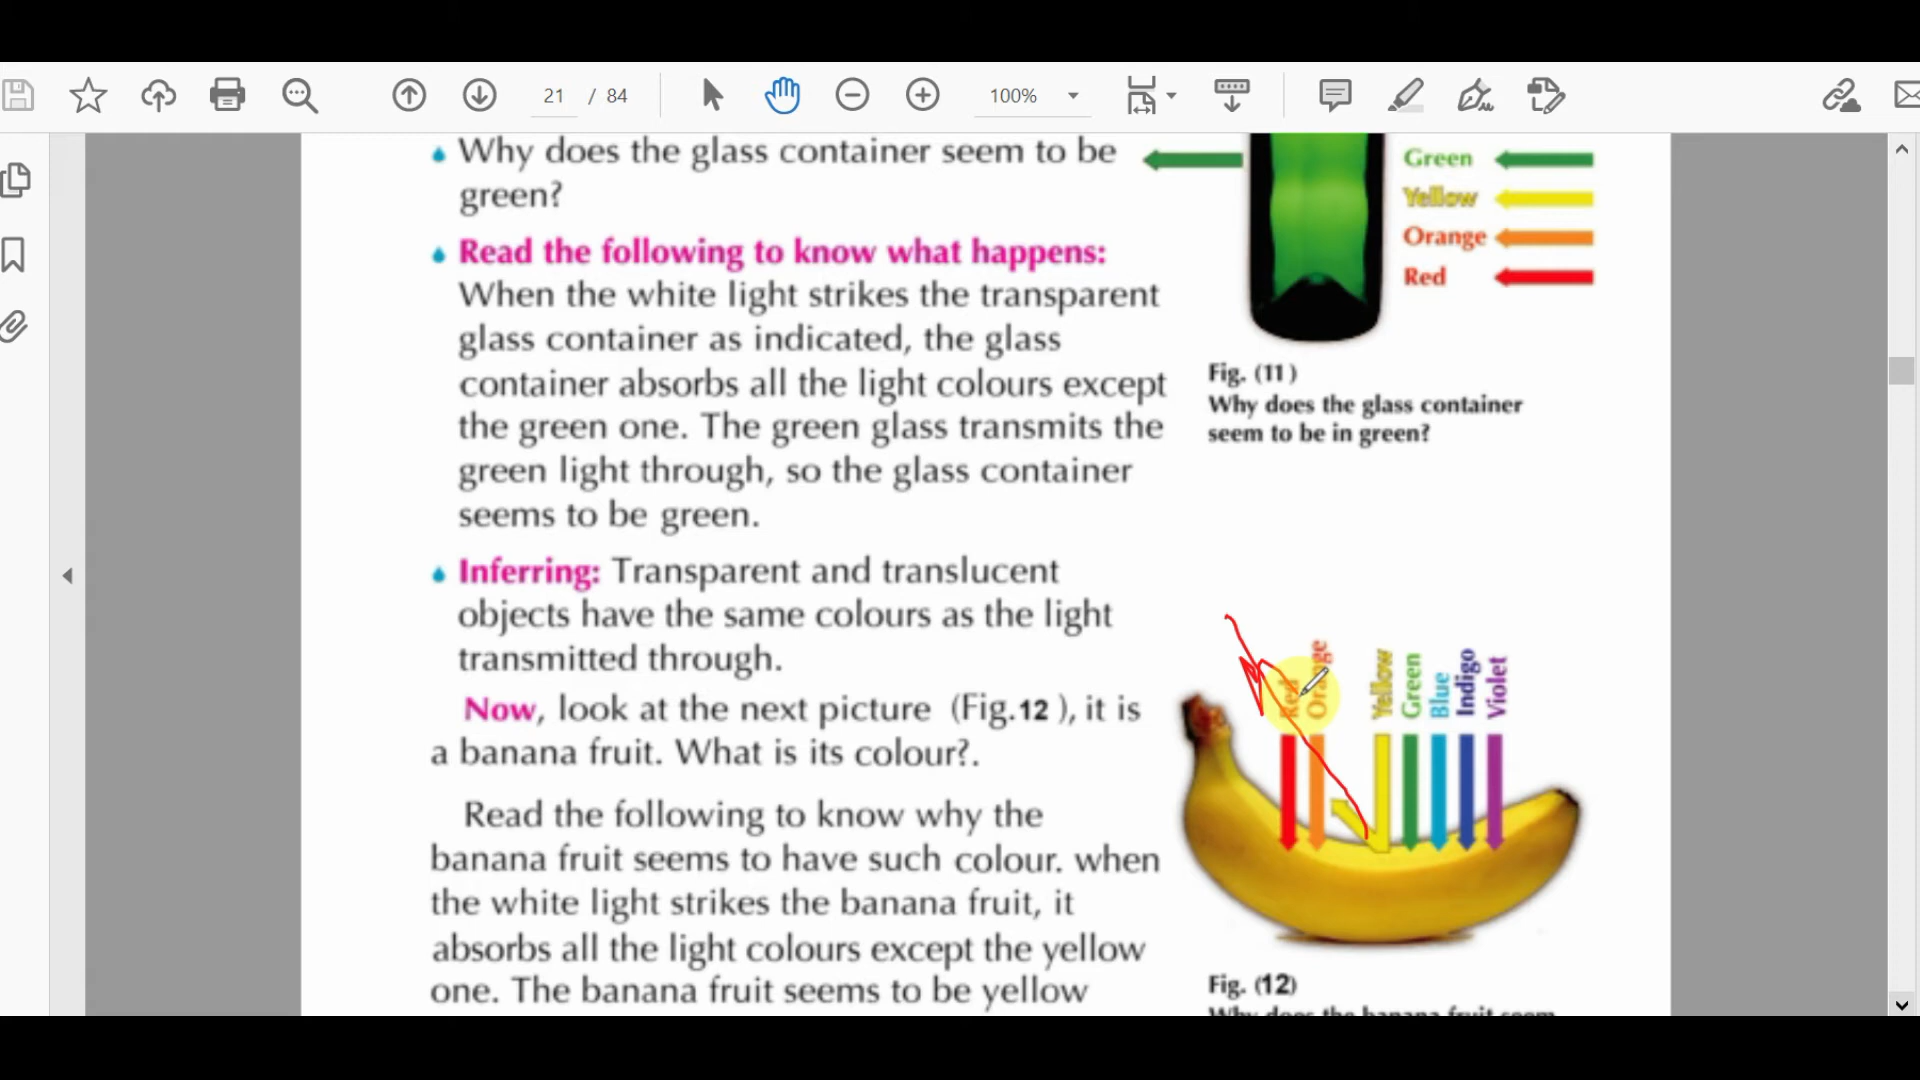 21 / 84
100%
Why does the glass container seem to be
green?
Read the following to know what happens:
When the white light strikes the transparent
glass container as indicated, the glass
container absorbs all the light colours except
the green one. The green glass transmits the
green light through, so the glass container
seems to be green.
Inferring: Transparent and translucent
objects have the same colours as the light
transmitted through.
Now, look at the next picture (Fig.12 ), it is
a banana fruit. What is its colour?.
Read the following to know why the
banana fruit seems to have such colour. when
the white light strikes the banana fruit, it
absorbs all the light colours except the yellow
one. The banana fruit seems to be yellow
Green
Yellow
Orange
Red
Fig. (11)
Why does the glass container
seem to be in green?
Red
Orange
Yellow
Green
Blue
Indigo
Violet
Fig. (12)
Why does the banana fruit seem